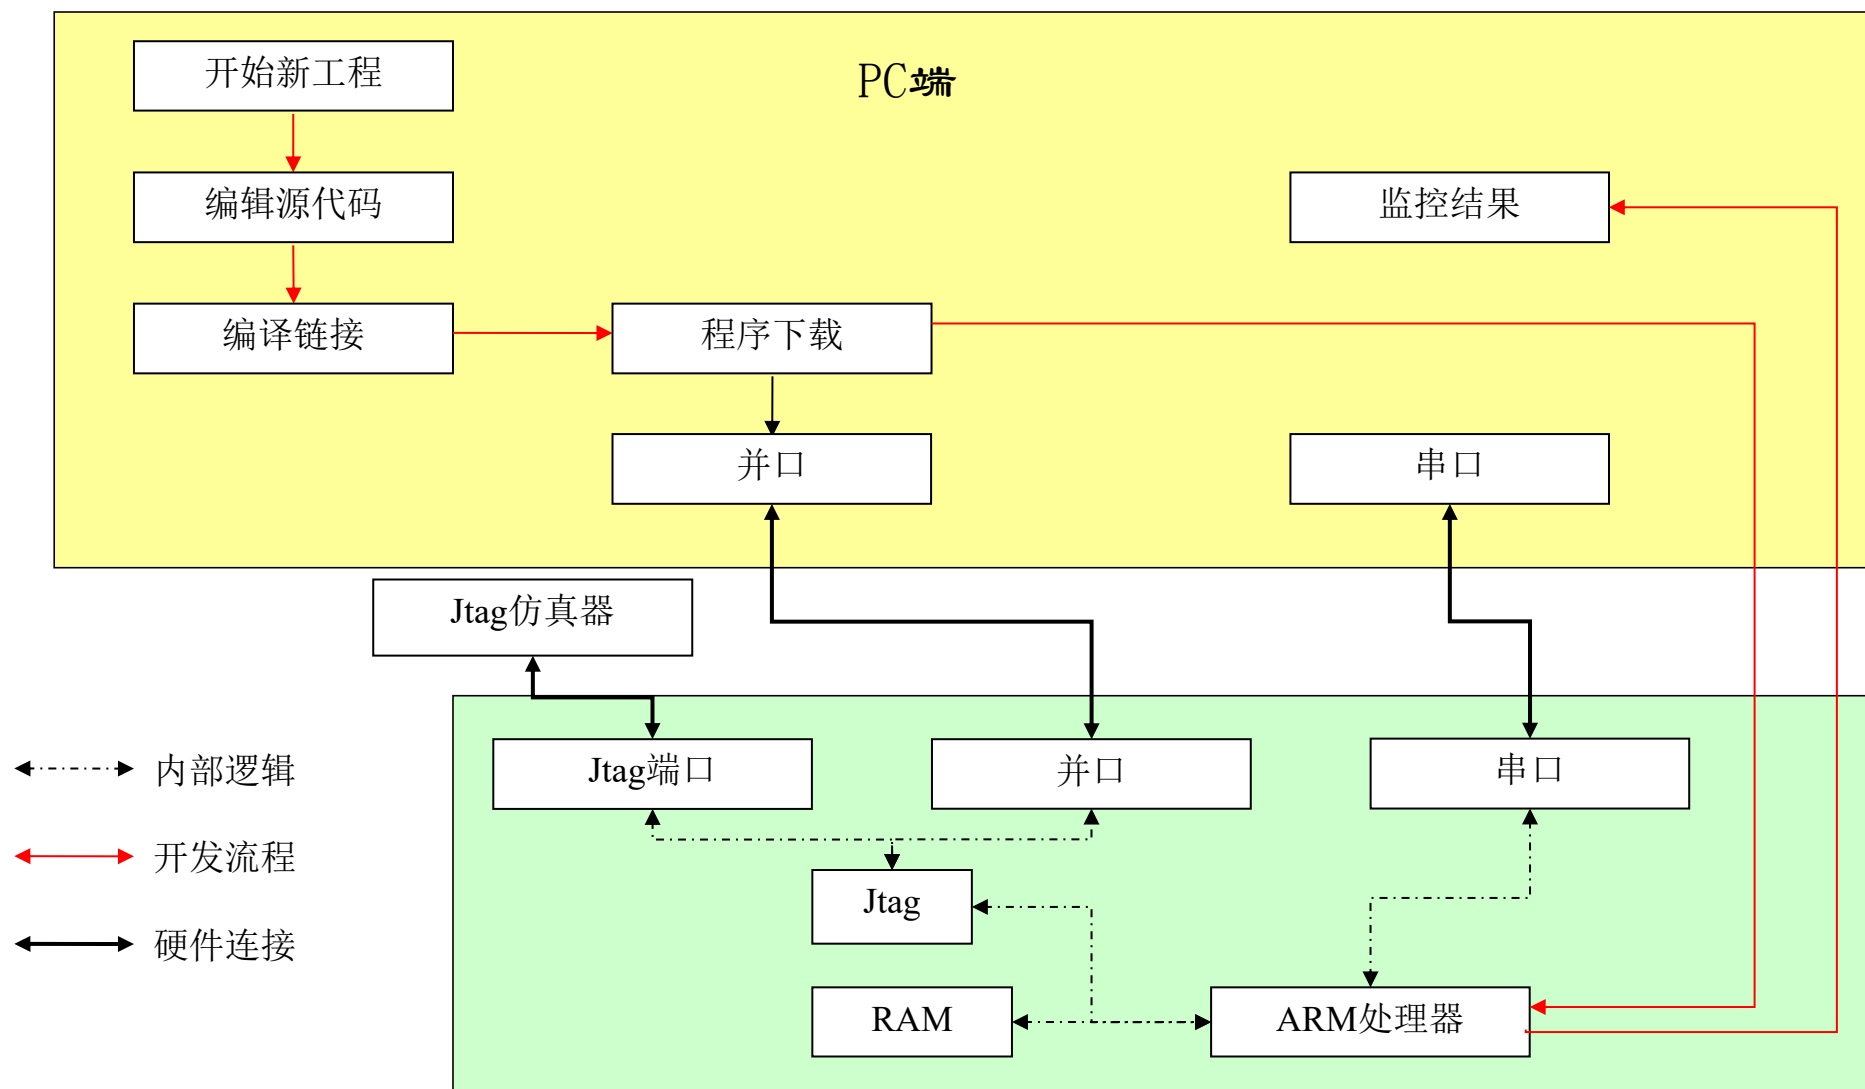 开始新工程
PC端
编辑源代码
监控结果
编译链接
程序下载
并口
串口
Jtag仿真器
Jtag端口
并口
串口
内部逻辑
开发流程
Jtag
硬件连接
RAM
ARM处理器